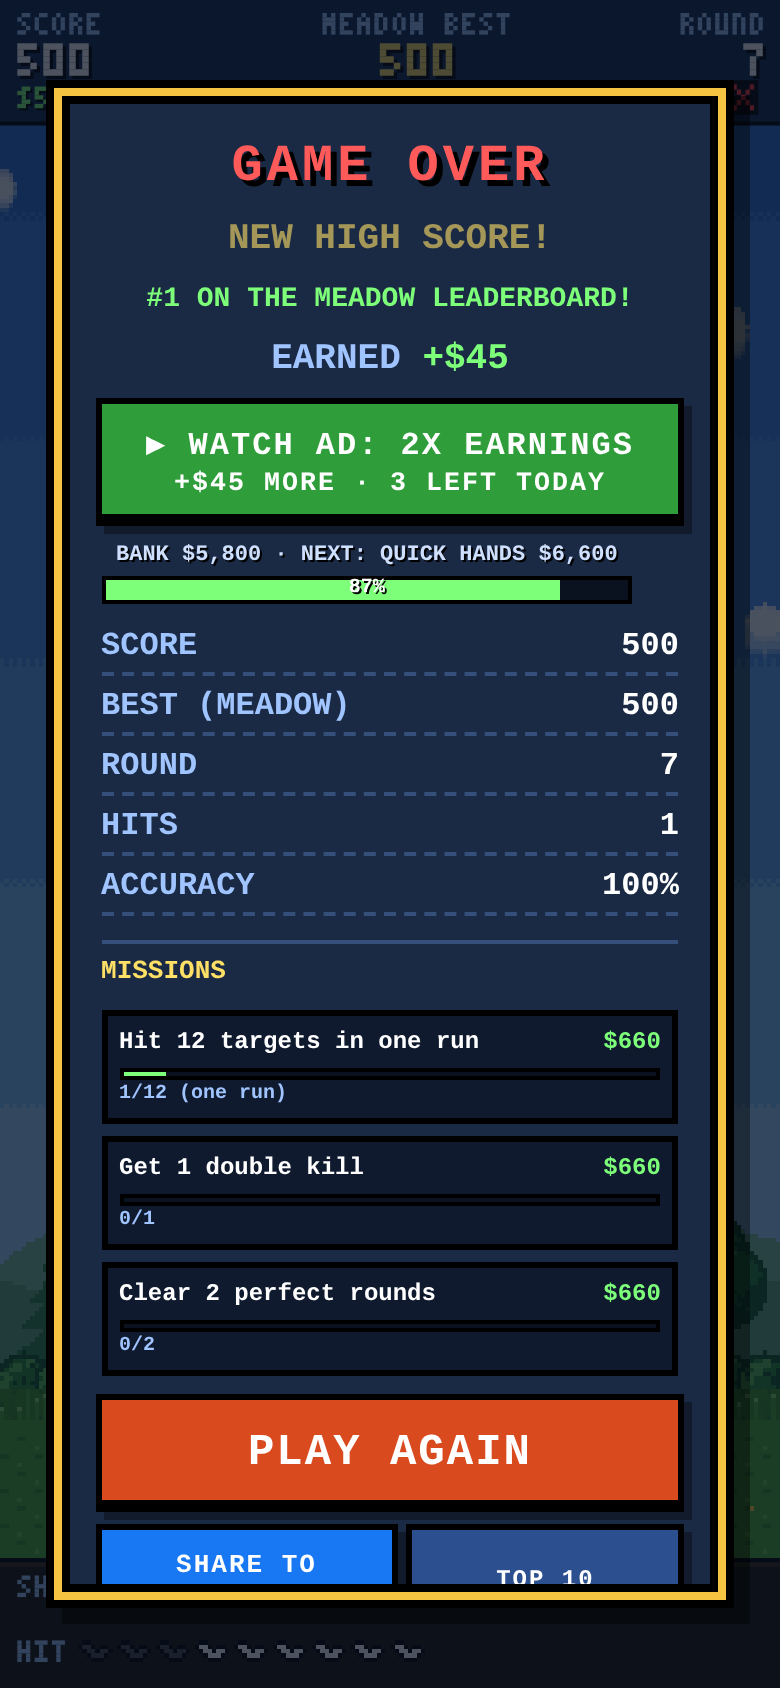 SCORE MEADOW BEST ROUND
500 500 7
GAME OVER
NEW HIGH SCORE!
#1 ON THE MEADOW LEADERBOARD!
EARNED +$45
▶ WATCH AD: 2X EARNINGS
+$45 MORE · 3 LEFT TODAY
BANK $5,800 · NEXT: QUICK HANDS $6,600
87%
SCORE 500
BEST (MEADOW) 500
ROUND 7
HITS 1
ACCURACY 100%
MISSIONS
Hit 12 targets in one run $660
1/12 (one run)
Get 1 double kill $660
0/1
Clear 2 perfect rounds $660
0/2
PLAY AGAIN
SHARE TO
TOP 10
HIT